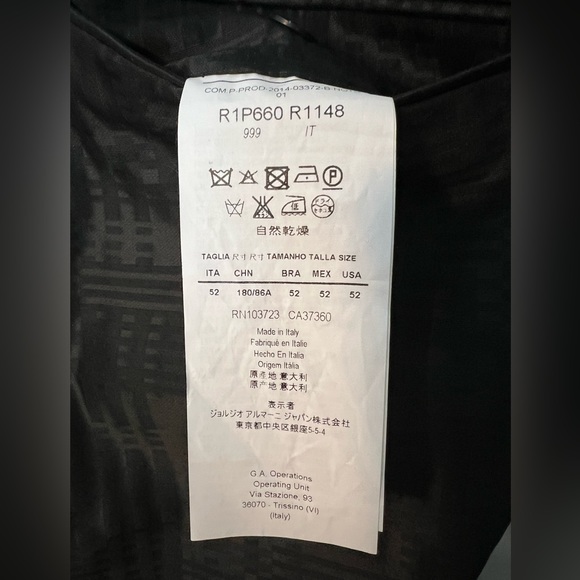 COM.P.PROD:2014-03372-B
01
R1P660 R1148
999 IT
自然乾燥
TAGLIA 尺寸 尺寸 TAMANHO TALLA SIZE
ITA CHN BRA MEX USA
52 180/86A 52 52 52
RN103723 CA37360
Made in Italy
Fabriqué en Italie
Hecho En Italia
Origem Itália
原産地 意大利
原产地 意大利
表示者
ジョルジオ アルマーニ ジャパン株式会社
東京都中央区銀座5-5-4
G.A. Operations
Operating Unit
Via Stazione, 93
36070 - Trissino (VI)
(italy)